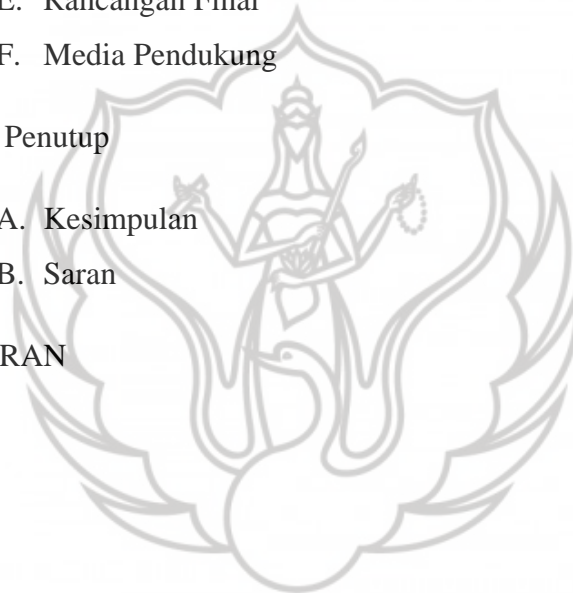 E. Rancangan Final
F. Media Pendukung
Penutup
A. Kesimpulan
B. Saran
RAN